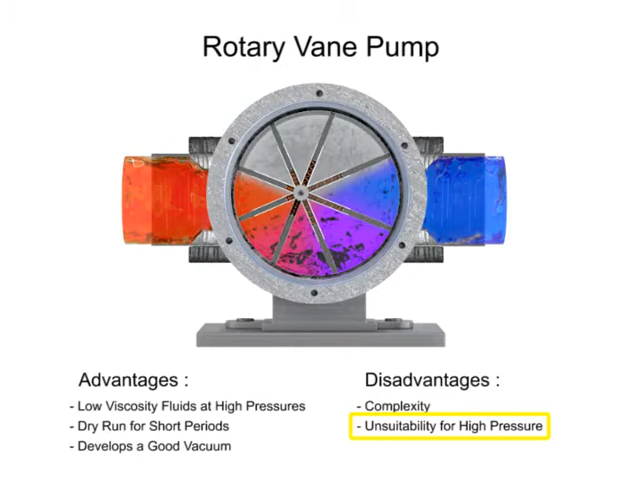 Rotary Vane Pump
Advantages :
- Low Viscosity Fluids at High Pressures
- Dry Run for Short Periods
- Develops a Good Vacuum
Disadvantages :
- Complexity
- Unsuitability for High Pressure